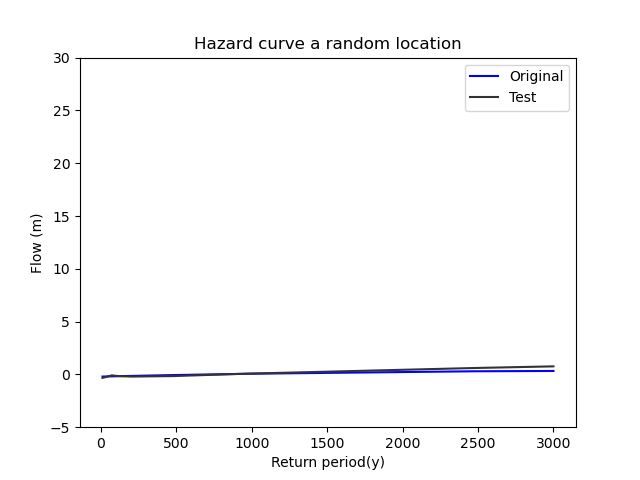 Hazard curve a random location
Original
Test
30
25
20
15
10
5
0
−5
Flow (m)
0 500 1000 1500 2000 2500 3000
Return period(y)